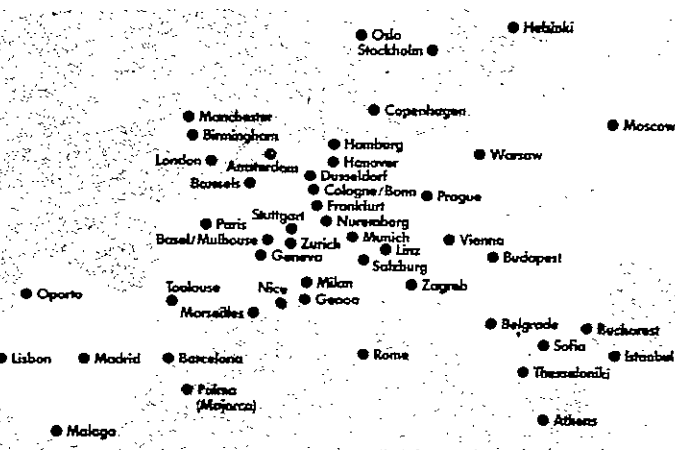 Oslo
Helsinki
Stockholm
Copenhagen
Manchester
Moscow
Birmingham
Hamburg
London
Amsterdam
Hanover
Warsaw
Dusseldorf
Brussels
Cologne/Bonn
Prague
Frankfurt
Stuttgart
Paris
Nuremberg
Basel/Mulhouse
Zurich
Munich
Vienna
Linz
Geneva
Salzburg
Budapest
Oporto
Toulouse
Nice
Milan
Zagreb
Genoa
Marseilles
Belgrade
Bucharest
Sofia
Lisbon
Madrid
Barcelona
Rome
Istanbul
Thessaloniki
Palma
(Majorca)
Athens
Malaga